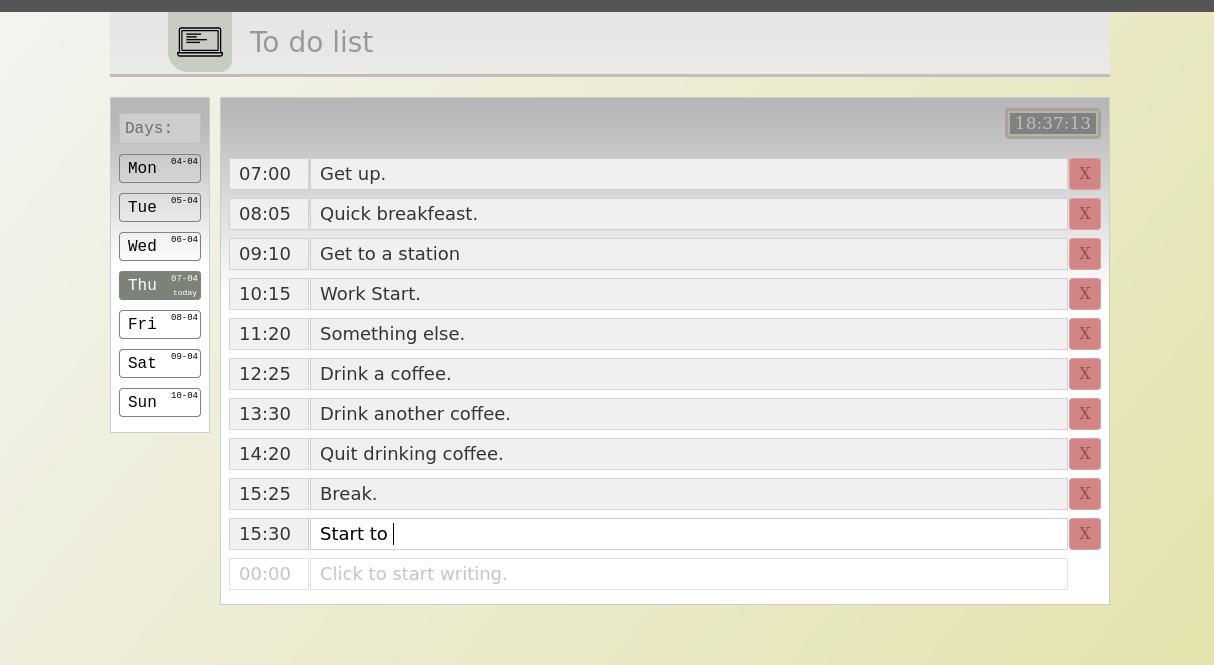 To do list
Days:
Mon 04-04
Tue 05-04
Wed 06-04
Thu 07-04
today
Fri 08-04
Sat 09-04
Sun 10-04
18:37:13
07:00 Get up. X
08:05 Quick breakfeast. X
09:10 Get to a station X
10:15 Work Start. X
11:20 Something else. X
12:25 Drink a coffee. X
13:30 Drink another coffee. X
14:20 Quit drinking coffee. X
15:25 Break. X
15:30 Start to X
00:00 Click to start writing.